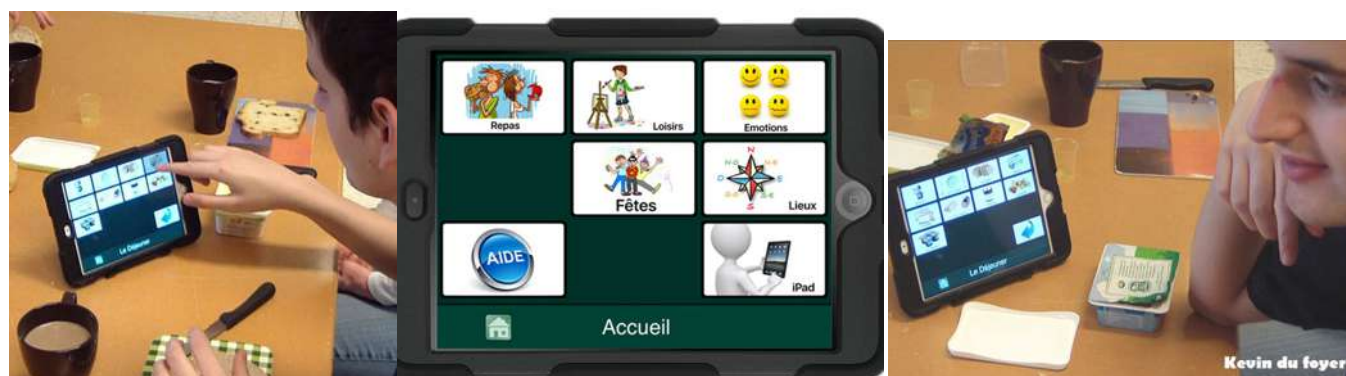 Le Déjeuner
Repas
Loisirs
Emotions
Fêtes
N
N-O
N-E
O
S
S-O
S-E
S
Lieux
AIDE
iPad
Accueil
Le Déjeuner
Kevin du foyer